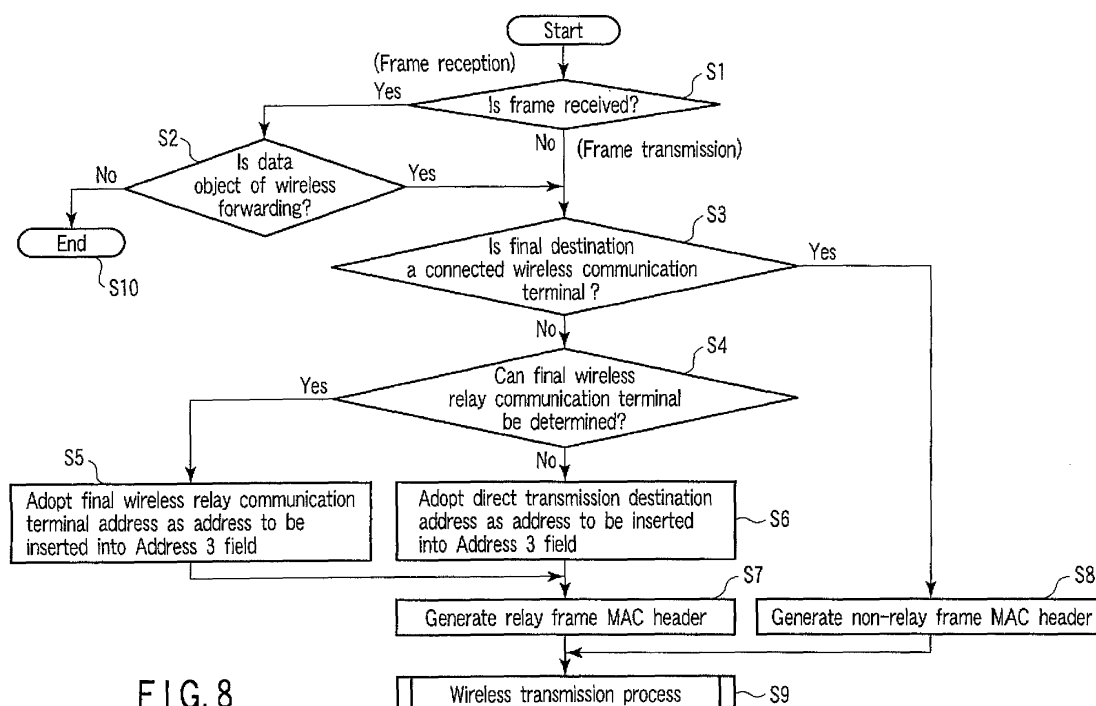 Start
(Frame reception)
S1
Yes
Is frame received?
S2
No
(Frame transmission)
Is data
object of wireless
forwarding?
No
Yes
S3
End
S10
Is final destination
a connected wireless communication
terminal ?
Yes
No
S4
Can final wireless
relay communication terminal
be determined?
Yes
S5
No
Adopt final wireless relay communication
terminal address as address to be
inserted into Address 3 field
Adopt direct transmission destination
address as address to be inserted
into Address 3 field
S6
S7
S8
Generate relay frame MAC header
Generate non-relay frame MAC header
FIG. 8
Wireless transmission process
S9